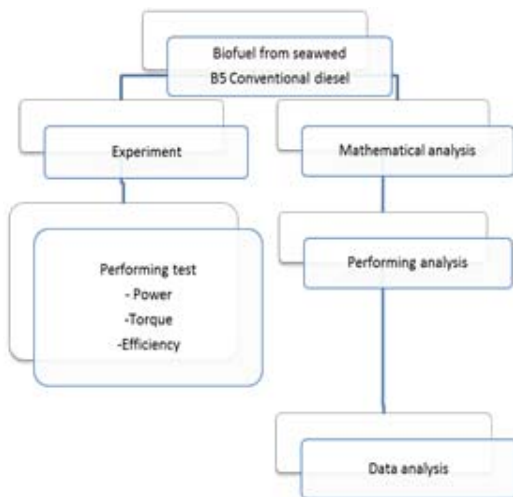 Biofuel from seaweed
B5 Conventional diesel
Experiment
Mathematical analysis
Performing test
- Power
-Torque
-Efficiency
Performing analysis
Data analysis